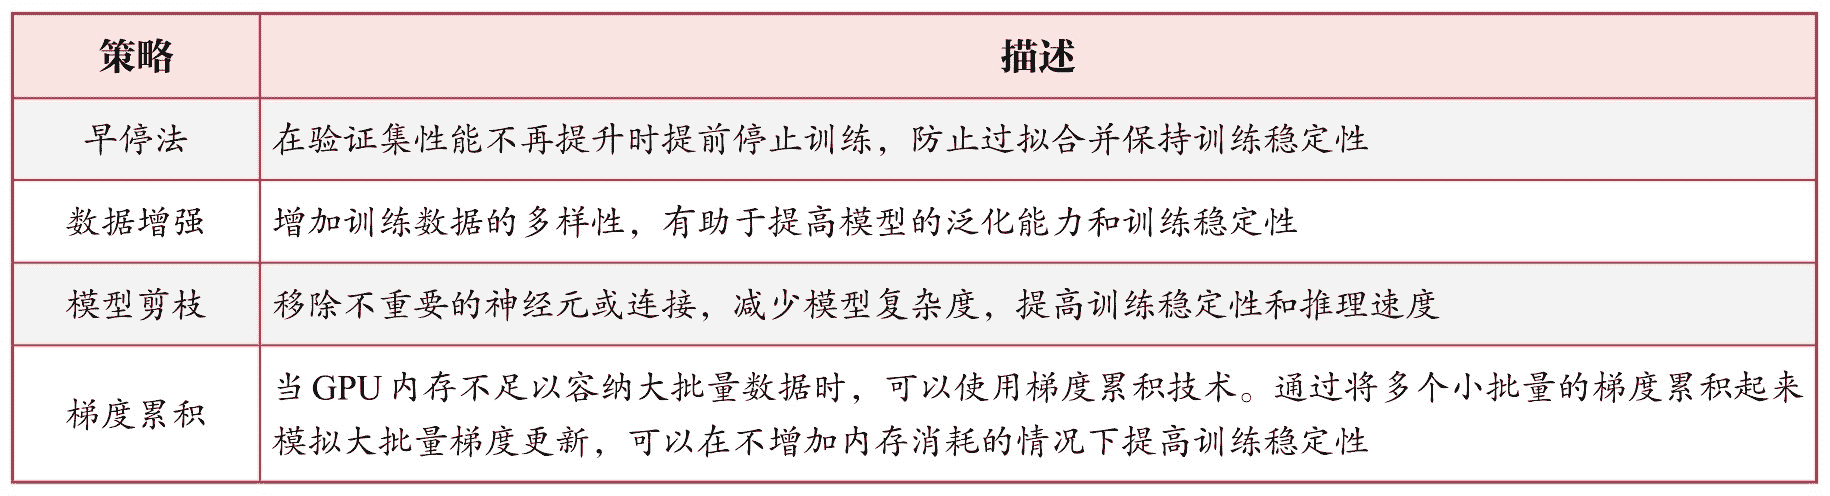 策略 描述
早停法 在验证集性能不再提升时提前停止训练，防止过拟合并保持训练稳定性
数据增强 增加训练数据的多样性，有助于提高模型的泛化能力和训练稳定性
模型剪枝 移除不重要的神经元或连接，减少模型复杂度，提高训练稳定性和推理速度
梯度累积 当 GPU 内存不足以容纳大批量数据时，可以使用梯度累积技术。通过将多个小批量的梯度累积起来
模拟大批量梯度更新，可以在不增加内存消耗的情况下提高训练稳定性